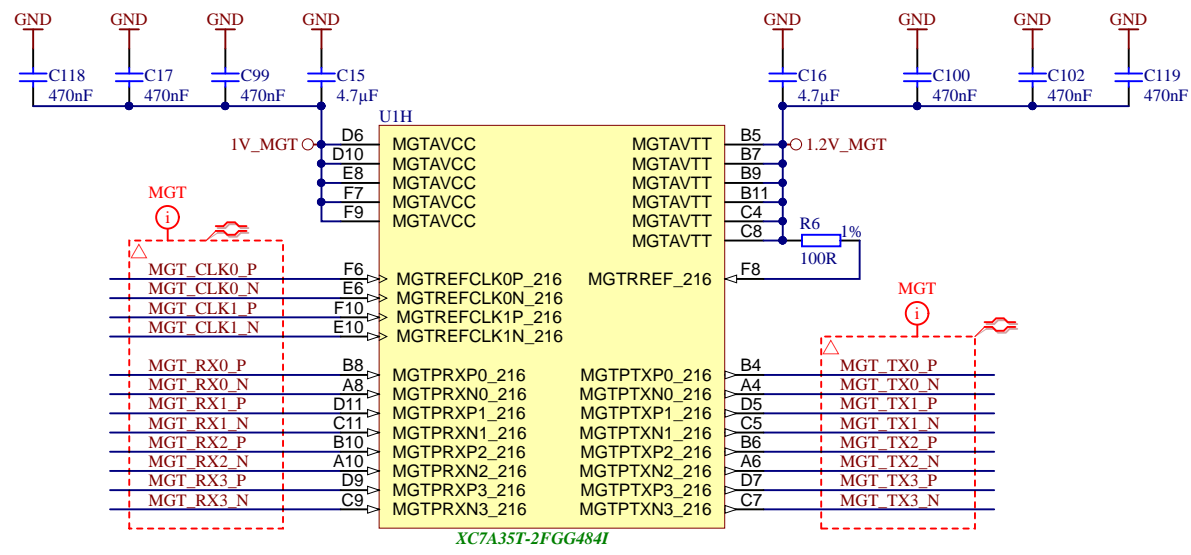 GND GND GND GND GND GND GND GND
C118 C17 C99 C15 C16 C100 C102 C119
470nF 470nF 470nF 4.7µF 4.7µF 470nF 470nF 470nF
U1H
1V_MGT D6 MGTAVCC MGTAVTT B5 1.2V_MGT
D10 MGTAVCC MGTAVTT B7
E8 MGTAVCC MGTAVTT B9
F7 MGTAVCC MGTAVTT B11
F9 MGTAVCC MGTAVTT C4
MGTAVTT C8 R6 1%
100R
MGT
i
MGT_CLK0_P F6 MGTREFCLK0P_216 MGTRREF_216 F8
MGT_CLK0_N E6 MGTREFCLK0N_216
MGT_CLK1_P F10 MGTREFCLK1P_216
MGT_CLK1_N E10 MGTREFCLK1N_216
MGT
i
MGT_RX0_P B8 MGTPRXP0_216 MGTPTXP0_216 B4 MGT_TX0_P
MGT_RX0_N A8 MGTPRXN0_216 MGTPTXN0_216 A4 MGT_TX0_N
MGT_RX1_P D11 MGTPRXP1_216 MGTPTXP1_216 D5 MGT_TX1_P
MGT_RX1_N C11 MGTPRXN1_216 MGTPTXN1_216 C5 MGT_TX1_N
MGT_RX2_P B10 MGTPRXP2_216 MGTPTXP2_216 B6 MGT_TX2_P
MGT_RX2_N A10 MGTPRXN2_216 MGTPTXN2_216 A6 MGT_TX2_N
MGT_RX3_P D9 MGTPRXP3_216 MGTPTXP3_216 D7 MGT_TX3_P
MGT_RX3_N C9 MGTPRXN3_216 MGTPTXN3_216 C7 MGT_TX3_N
XC7A35T-2FGG484I